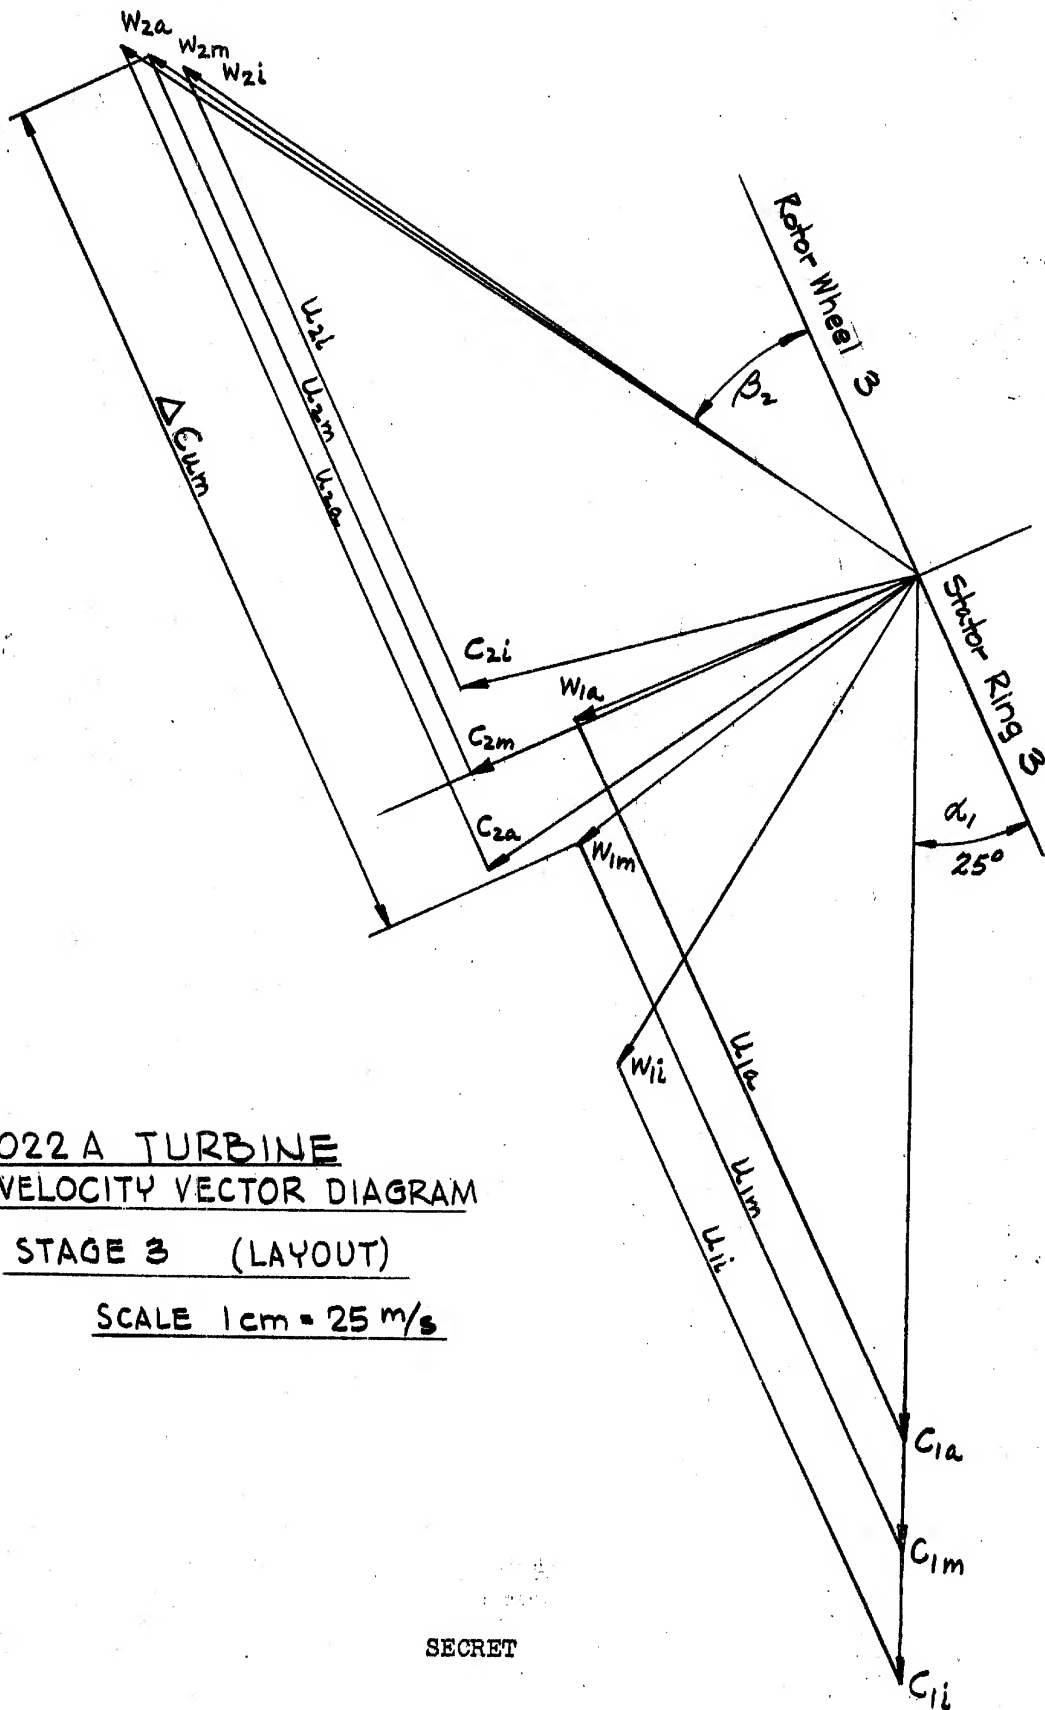 W2a
W2m
W2i
Rotor Wheel 3
β2
u2i
u2m
u2a
ΔCum
Stator Ring 3
C2i
W1a
C2m
C2a
W1m
α1
25°
W1i
u1a
u1m
u1i
022 A TURBINE
VELOCITY VECTOR DIAGRAM
STAGE 3 (LAYOUT)
SCALE 1cm = 25 m/s
C1a
C1m
C1i
SECRET